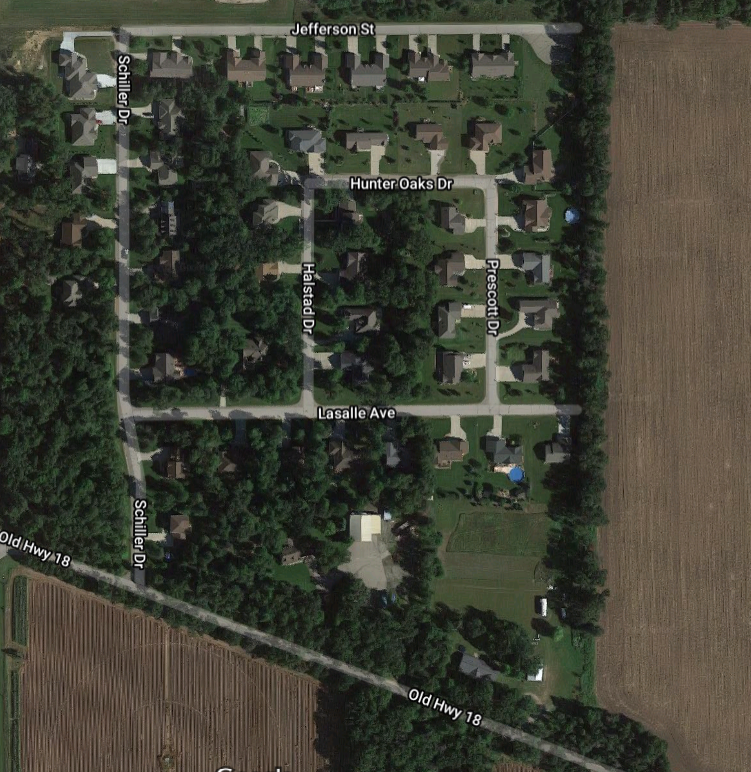 Jefferson St
Schiller Dr
Hunter Oaks Dr
Halstad Dr
Prescott Dr
Lasalle Ave
Schiller Dr
Old Hwy 18
Old Hwy 18